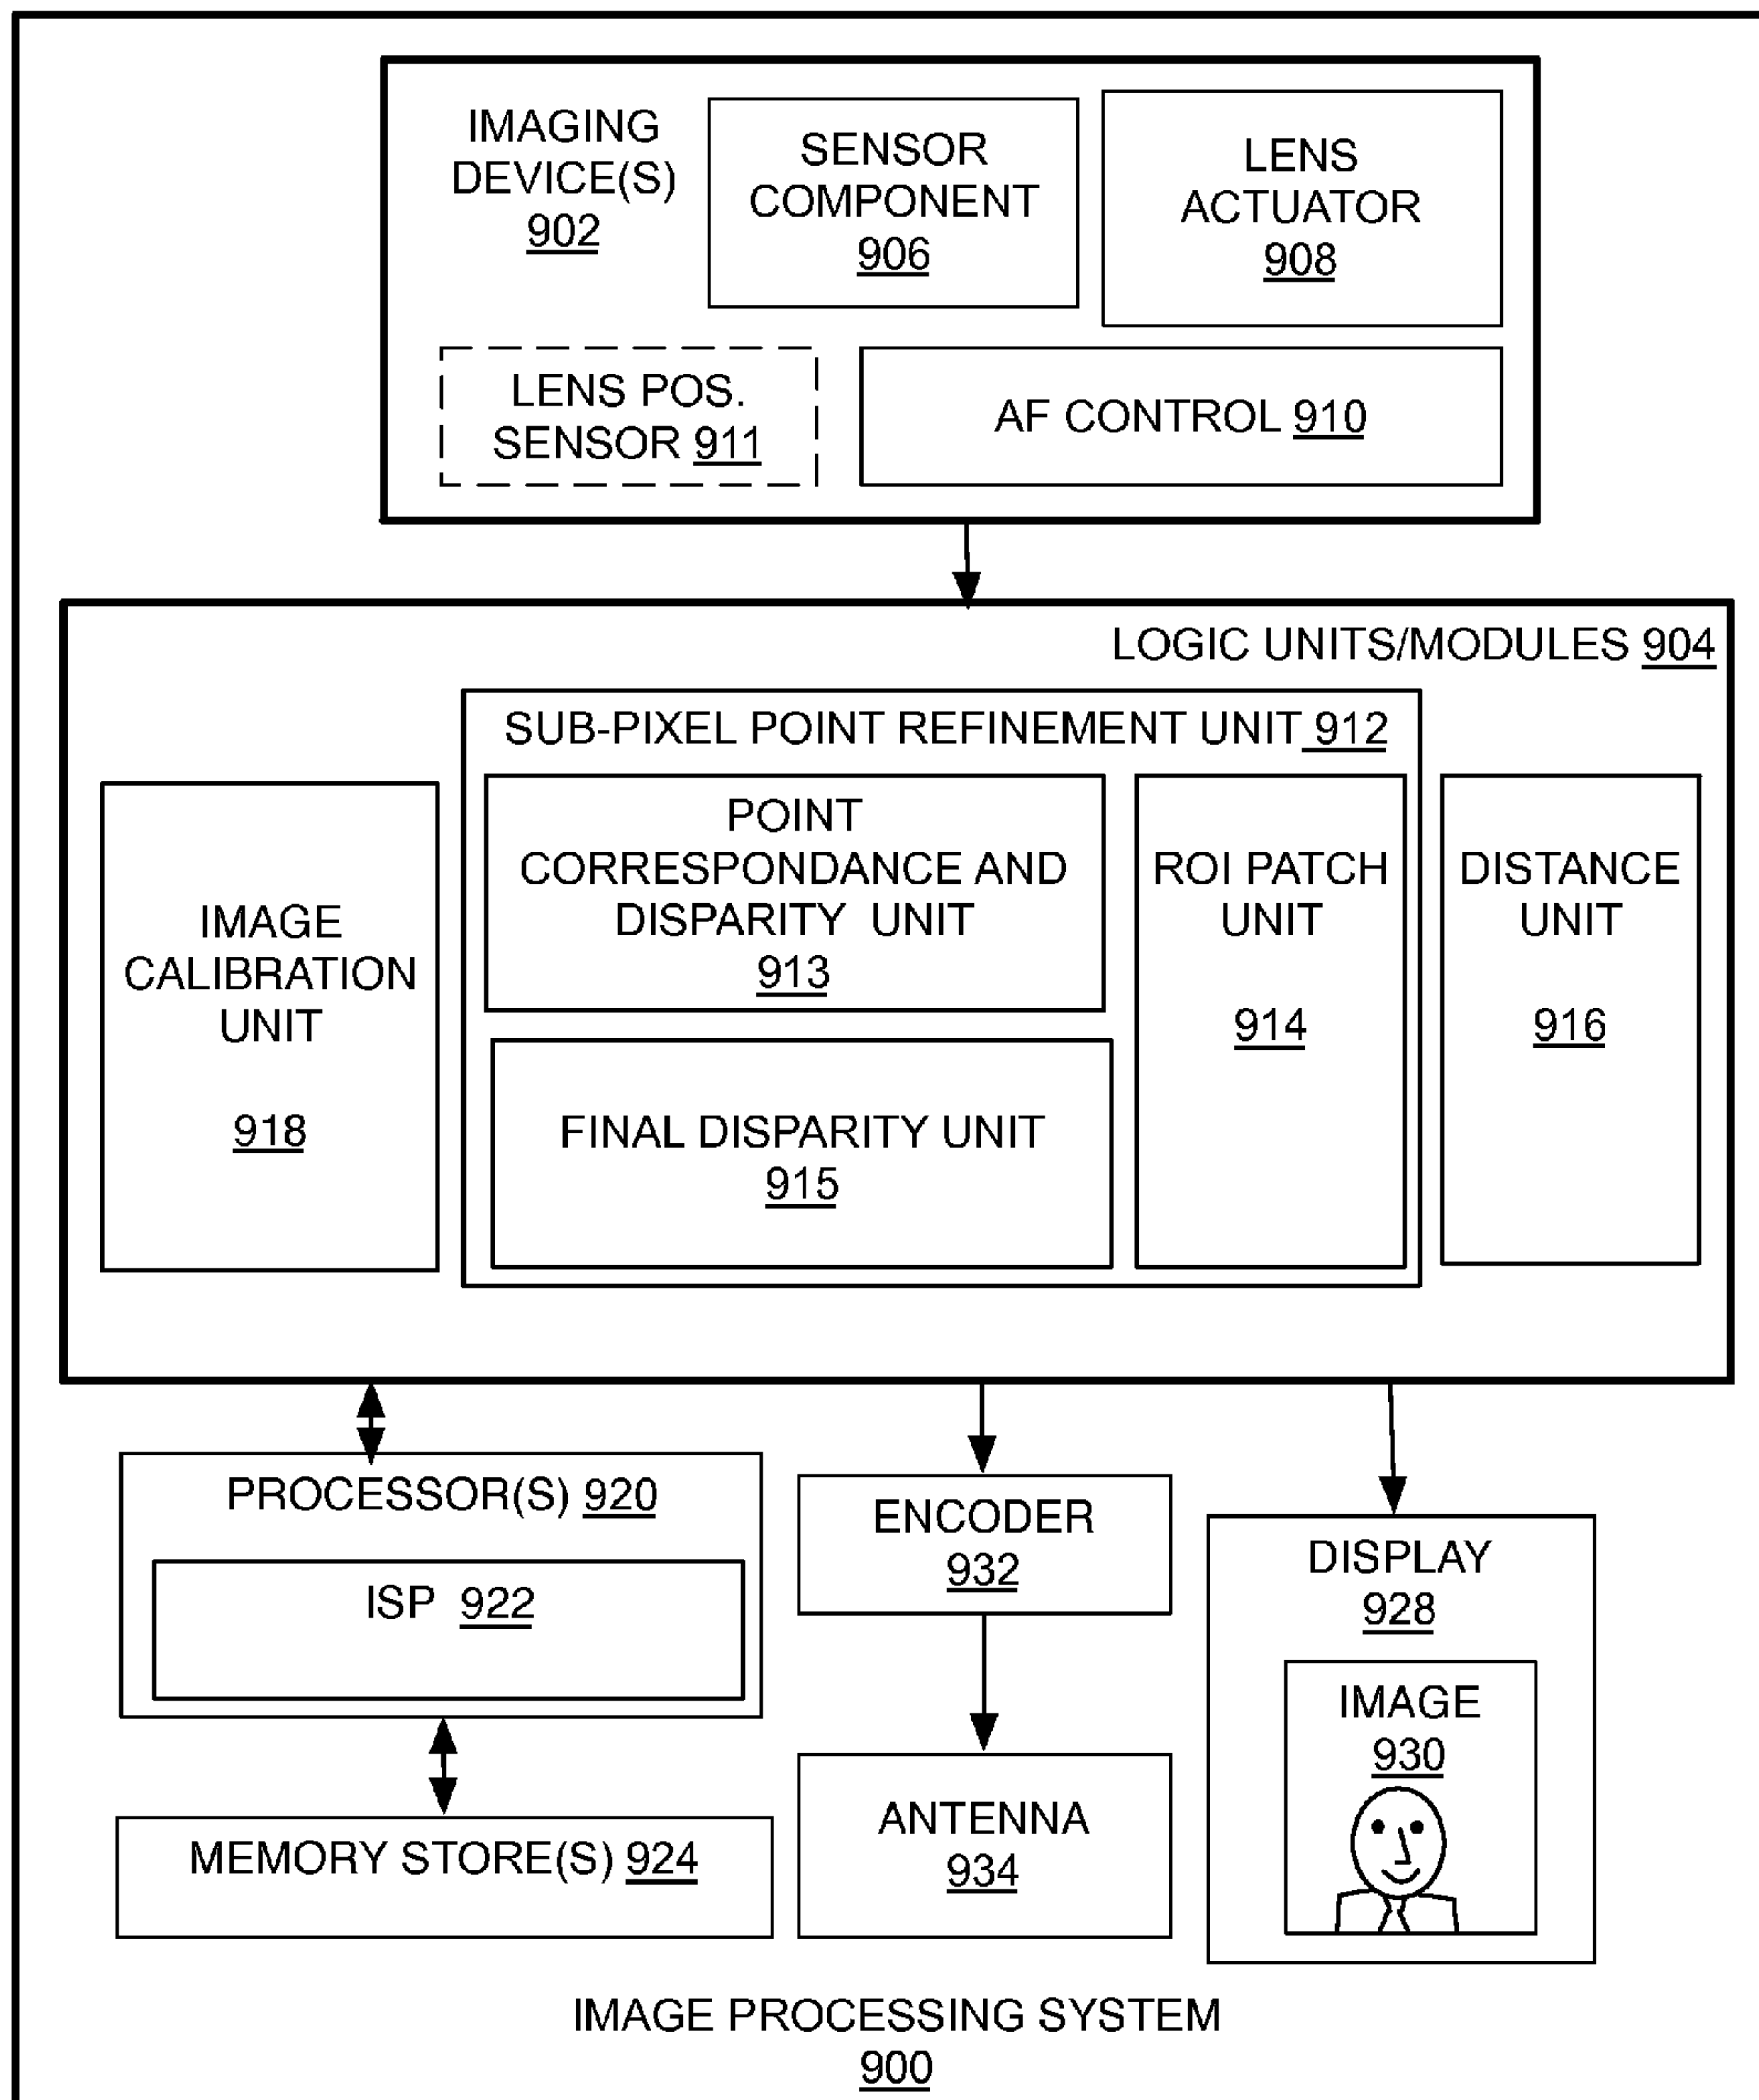 IMAGING
DEVICE(S)
902
SENSOR
COMPONENT
906
LENS
ACTUATOR
908
LENS POS.
SENSOR 911
AF CONTROL 910
LOGIC UNITS/MODULES 904
SUB-PIXEL POINT REFINEMENT UNIT 912
IMAGE
CALIBRATION
UNIT
918
POINT
CORRESPONDANCE AND
DISPARITY UNIT
913
FINAL DISPARITY UNIT
915
ROI PATCH
UNIT
914
DISTANCE
UNIT
916
PROCESSOR(S) 920
ISP 922
MEMORY STORE(S) 924
ENCODER
932
ANTENNA
934
DISPLAY
928
IMAGE
930
IMAGE PROCESSING SYSTEM
900